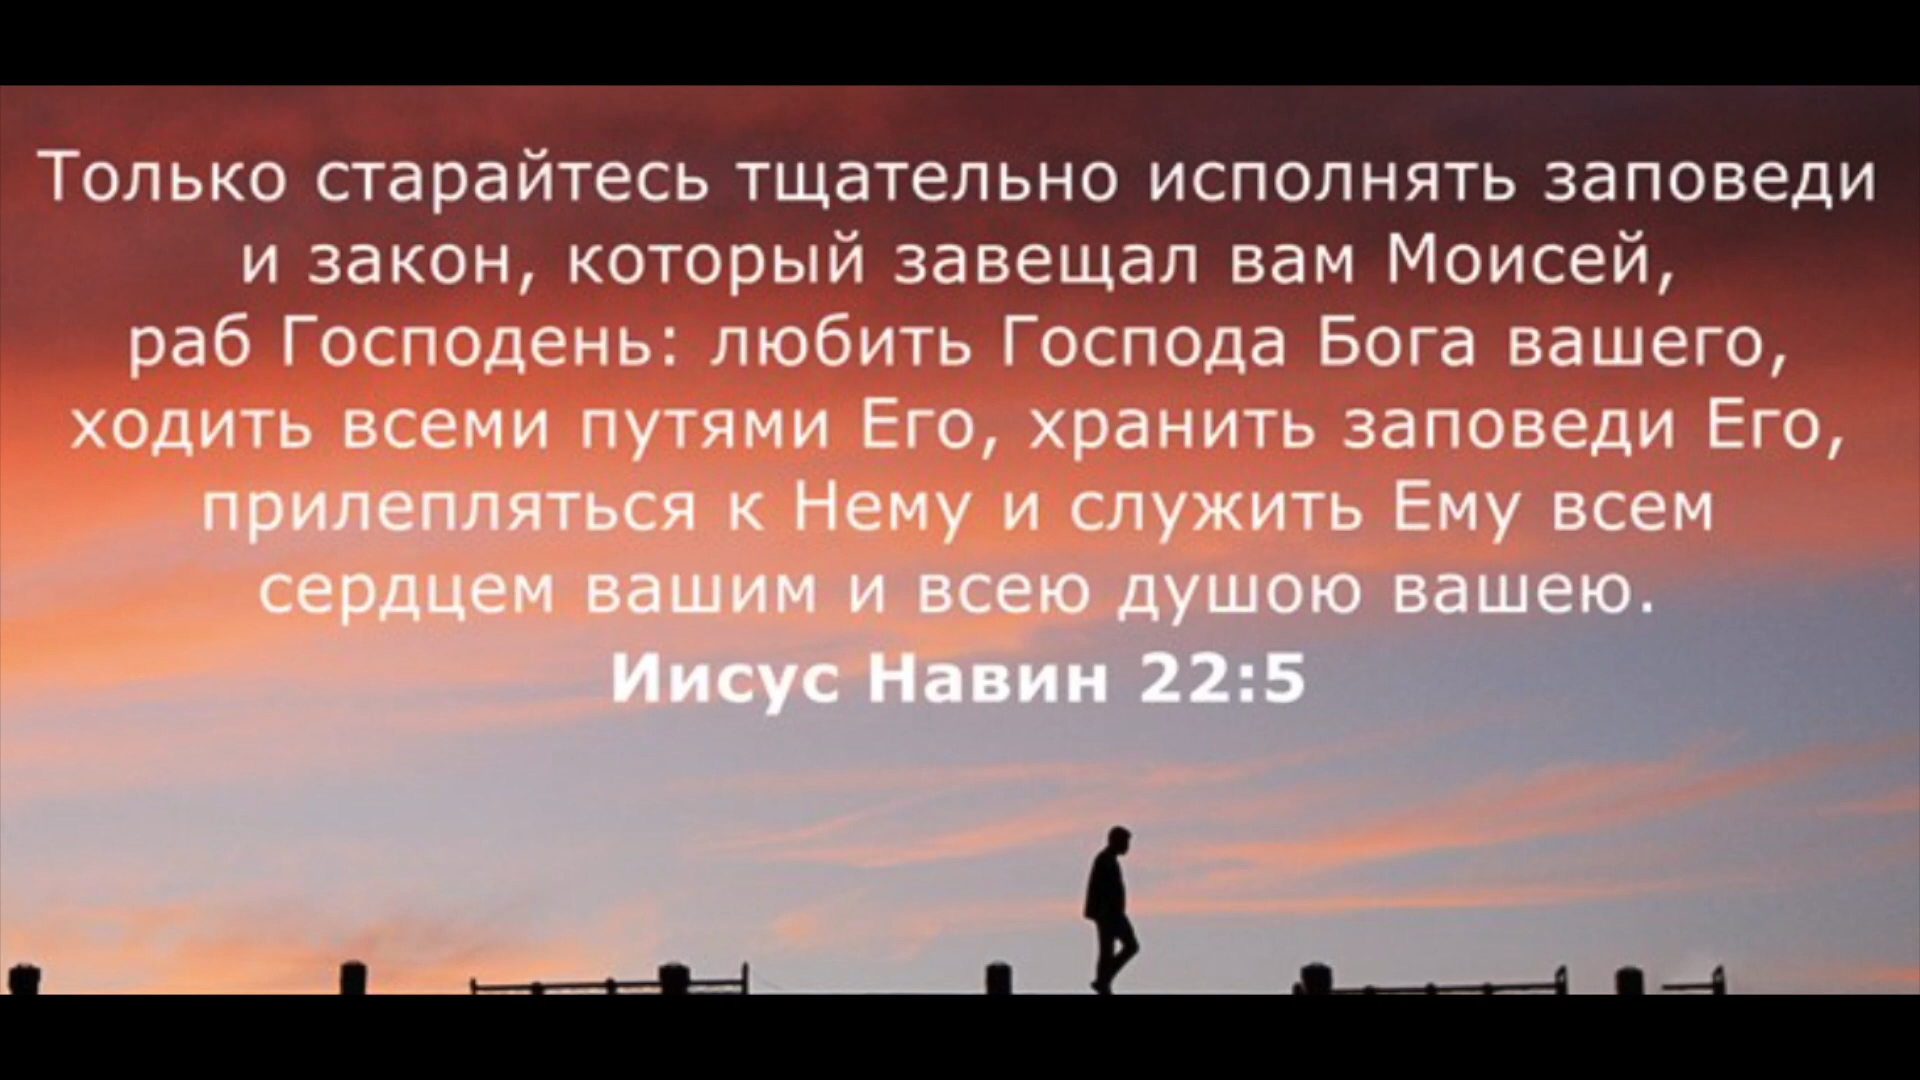 Только старайтесь тщательно исполнять заповеди
и закон, который завещал вам Моисей,
раб Господень: любить Господа Бога вашего,
ходить всеми путями Его, хранить заповеди Его,
прилепляться к Нему и служить Ему всем
сердцем вашим и всею душою вашею.
Иисус Навин 22:5